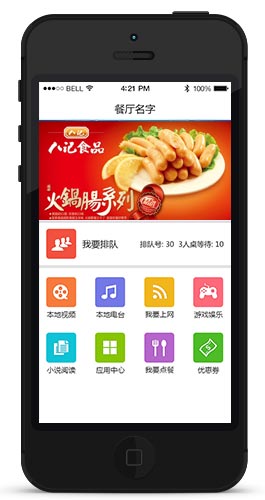 BELL 4:21 PM 100%
餐厅名字
八记食品
火鍋腸系列
我要排队 排队号: 30 3人桌等待: 10
本地视频 本地电台 我要上网 游戏娱乐
小说阅读 应用中心 我要点餐 优惠券